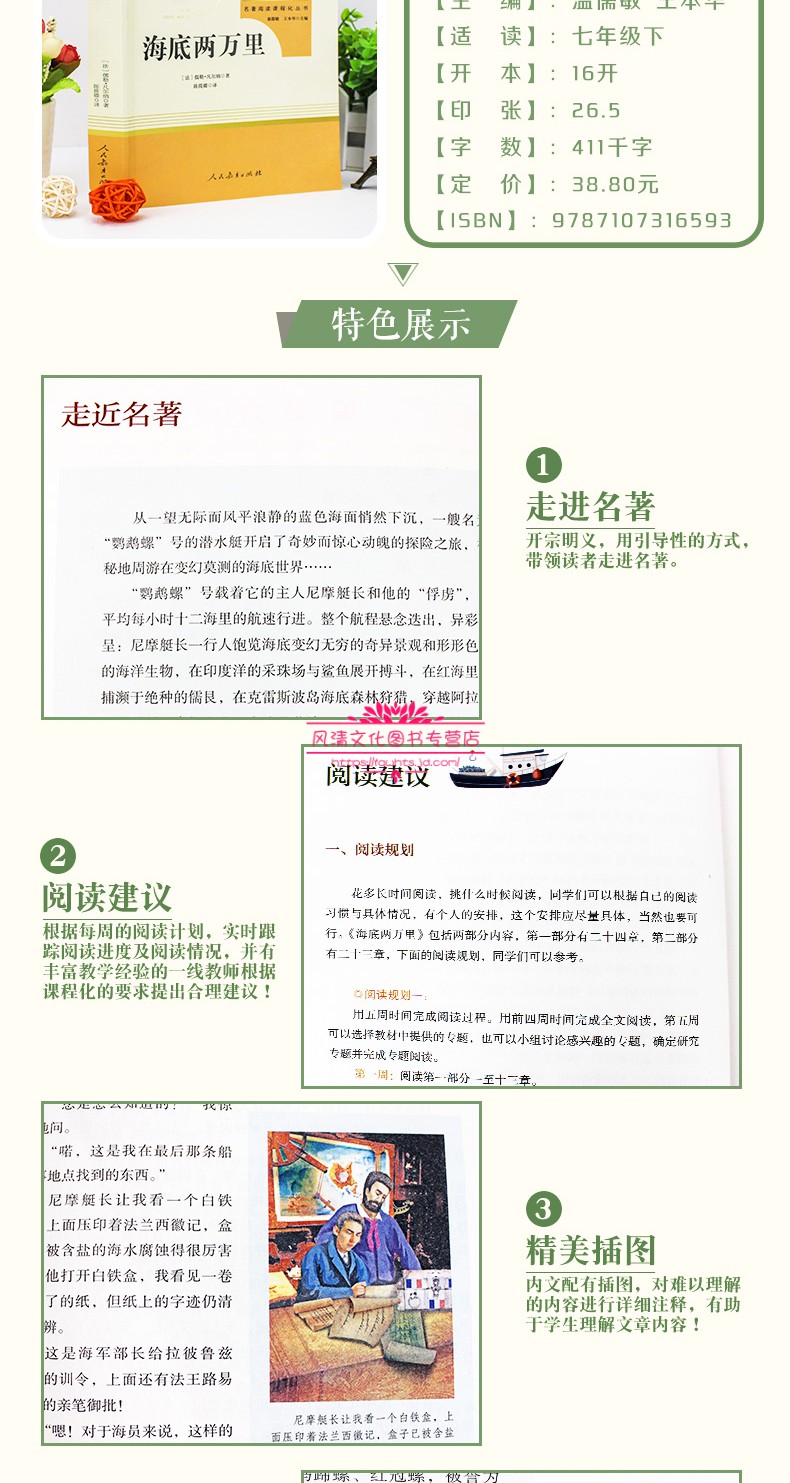 名著阅读课程化丛书
海底两万里
[法] 儒勒·凡尔纳 著
人民教育出版社
【主 编】：温儒敏 王本华
【适 读】：七年级下
【开 本】：16开
【印 张】：26.5
【字 数】：411千字
【定 价】：38.80元
【ISBN】：9787107316593
特色展示
走近名著
从一望无际而风平浪静的蓝色海面悄然下沉，一艘名
“鹦鹉螺”号的潜水艇开启了奇妙而惊心动魄的探险之旅，
秘地周游在变幻莫测的海底世界……
“鹦鹉螺”号载着它的主人尼摩艇长和他的“俘虏”，
平均每小时十二海里的航速行进。整个航程悬念迭出，异彩
呈：尼摩艇长一行人饱览海底变幻无穷的奇异景观和形形色
的海洋生物，在印度洋的采珠场与鲨鱼展开搏斗，在红海里
捕濒于绝种的儒艮，在克雷斯波岛海底森林狩猎，穿越阿拉
1
走进名著
开宗明义，用引导性的方式，
带领读者走进名著。
风清文化图书专营店
https://fqwhts.jd.com/
2
阅读建议
根据每周的阅读计划，实时跟
踪阅读进度及阅读情况，并有
丰富教学经验的一线教师根据
课程化的要求提出合理建议！
阅读建议
一、阅读规划
花多长时间阅读，挑什么时候阅读，同学们可以根据自己的阅读
习惯与具体情况，有个人的安排，这个安排应尽量具体，当然也要可
行。《海底两万里》包括两部分内容，第一部分有二十四章，第二部分
有二十三章，下面的阅读规划，同学们可以参考。
◎阅读规划一：
用五周时间完成阅读过程。用前四周时间完成全文阅读，第五周
可以选择教材中提供的专题，也可以小组讨论感兴趣的专题，确定研究
专题并完成专题阅读。
第一周：阅读第一部分一至十二章。
您是怎么知道的？”我惊
问。
“喏，这是我在最后那条船
地点找到的东西。”
尼摩艇长让我看一个白铁
上面压印着法兰西徽记，盒
被含盐的海水腐蚀得很厉害
他打开白铁盒，我看见一卷
了的纸，但纸上的字迹仍清
辨。
这是海军部长给拉彼鲁兹
的训令，上面还有法王路易
的亲笔御批！
“嗯！对于海员来说，这样的
尼摩艇长让我看一个白铁盒，上
面压印着法兰西徽记，盒子已被含盐
3
精美插图
内文配有插图，对难以理解
的内容进行详细注释，有助
于学生理解文章内容！
蹄螺、红冠螺，被誉为